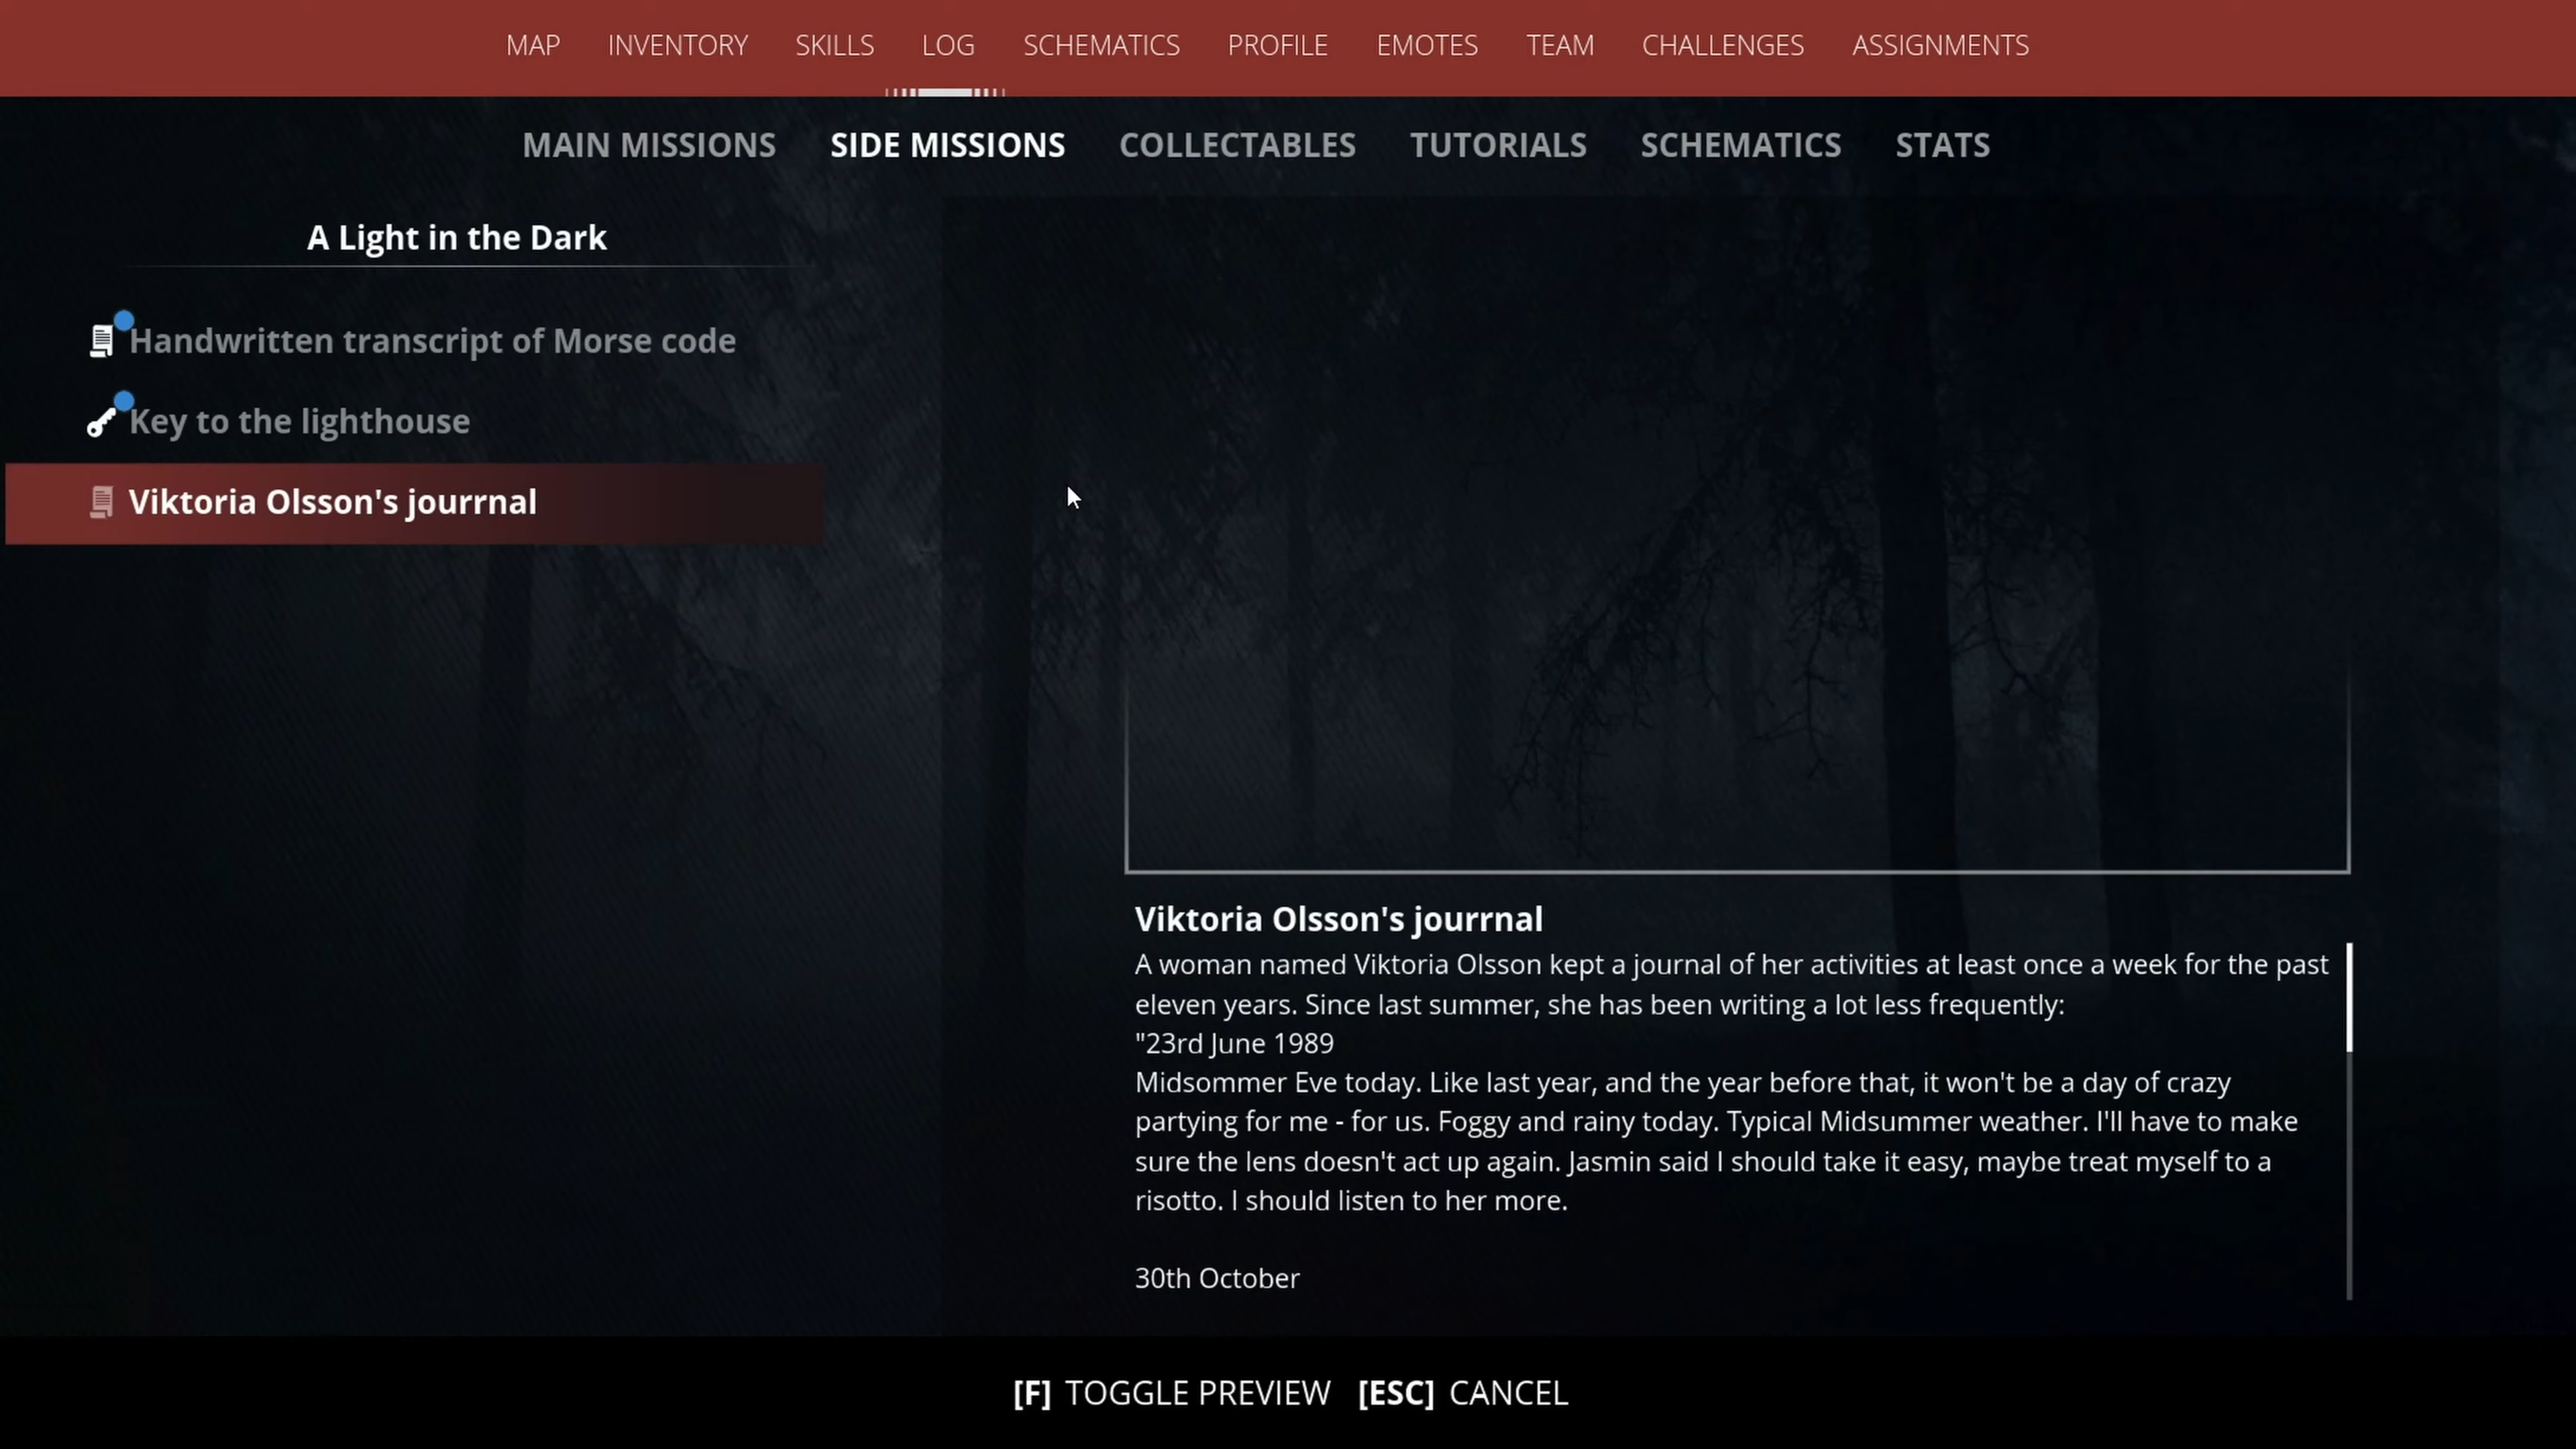 MAP INVENTORY SKILLS LOG SCHEMATICS PROFILE EMOTES TEAM CHALLENGES ASSIGNMENTS
MAIN MISSIONS SIDE MISSIONS COLLECTABLES TUTORIALS SCHEMATICS STATS
A Light in the Dark
Handwritten transcript of Morse code
Key to the lighthouse
Viktoria Olsson's jourrnal
Viktoria Olsson's jourrnal
A woman named Viktoria Olsson kept a journal of her activities at least once a week for the past
eleven years. Since last summer, she has been writing a lot less frequently:
"23rd June 1989
Midsommer Eve today. Like last year, and the year before that, it won't be a day of crazy
partying for me - for us. Foggy and rainy today. Typical Midsummer weather. I'll have to make
sure the lens doesn't act up again. Jasmin said I should take it easy, maybe treat myself to a
risotto. I should listen to her more.
30th October
[F] TOGGLE PREVIEW [ESC] CANCEL